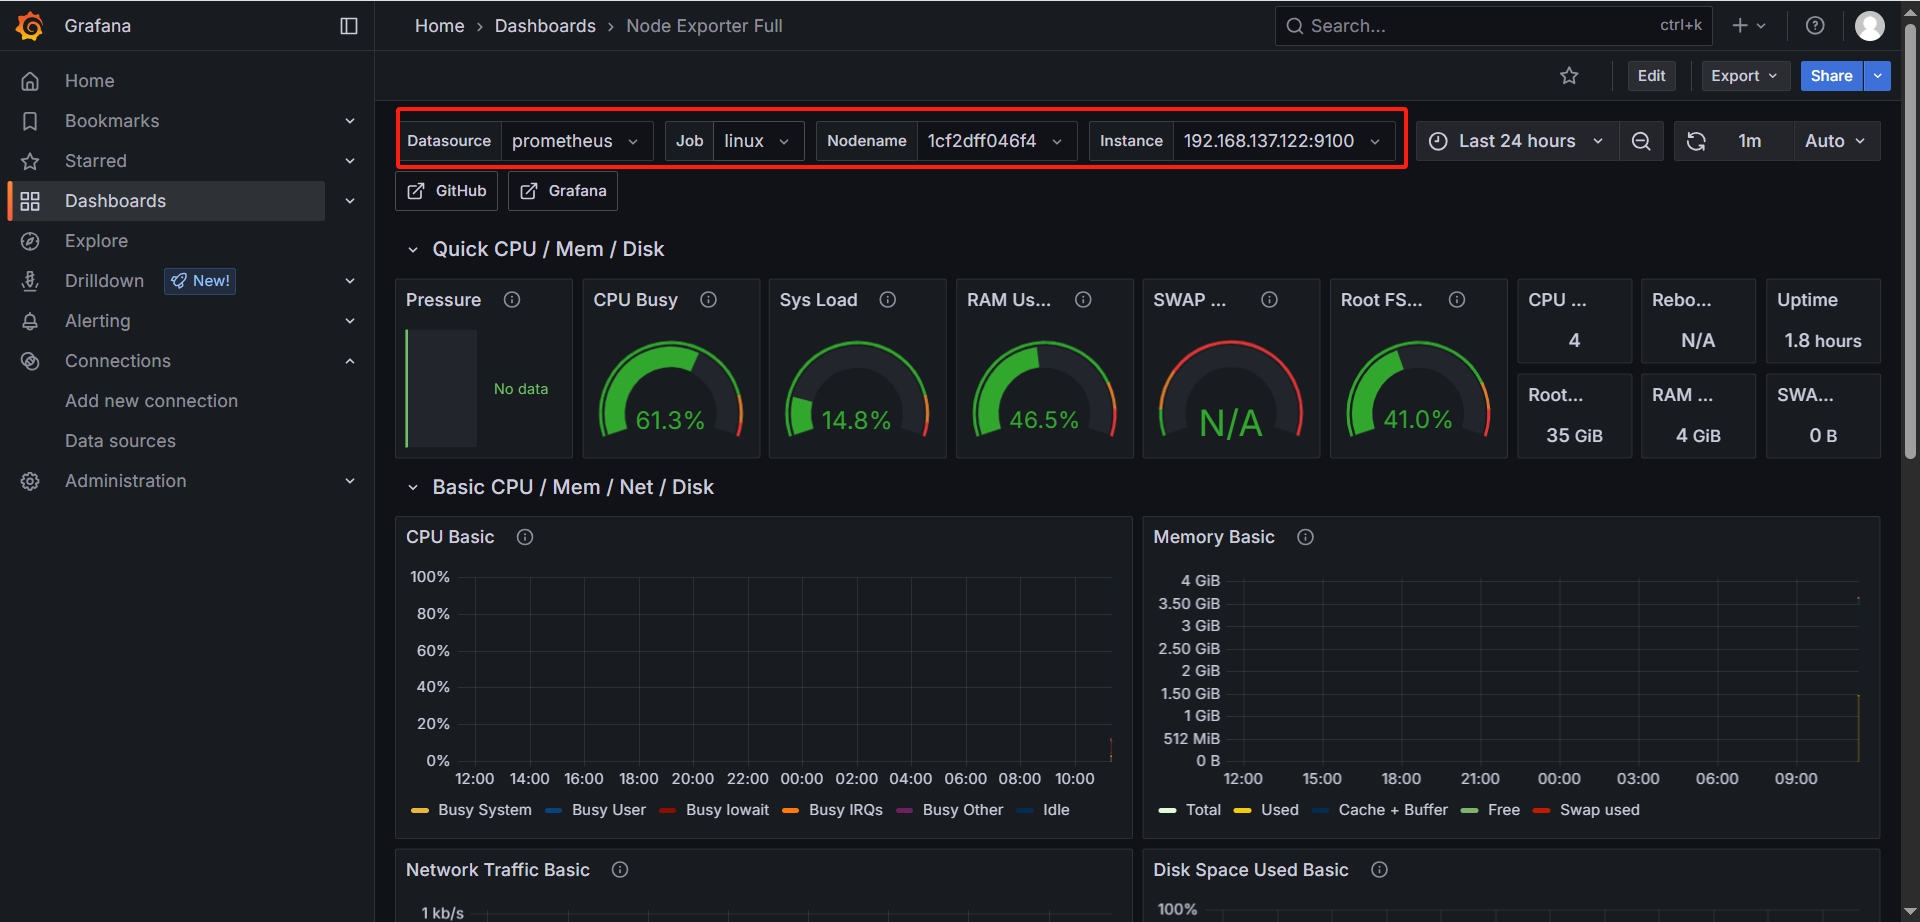 Grafana
Home › Dashboards › Node Exporter Full
Search... ctrl+k
Home
Bookmarks
Starred
Dashboards
Explore
Drilldown New!
Alerting
Connections
Add new connection
Data sources
Administration
Edit Export Share
Datasource prometheus Job linux Nodename 1cf2dff046f4 Instance 192.168.137.122:9100 Last 24 hours 1m Auto
GitHub Grafana
Quick CPU / Mem / Disk
Pressure
No data
CPU Busy
61.3%
Sys Load
14.8%
RAM Us...
46.5%
SWAP ...
N/A
Root FS...
41.0%
CPU ...
4
Rebo...
N/A
Uptime
1.8 hours
Root...
35 GiB
RAM ...
4 GiB
SWA...
0 B
Basic CPU / Mem / Net / Disk
CPU Basic
100%
80%
60%
40%
20%
0%
12:00 14:00 16:00 18:00 20:00 22:00 00:00 02:00 04:00 06:00 08:00 10:00
Busy System Busy User Busy Iowait Busy IRQs Busy Other Idle
Memory Basic
4 GiB
3.50 GiB
3 GiB
2.50 GiB
2 GiB
1.50 GiB
1 GiB
512 MiB
0 B
12:00 15:00 18:00 21:00 00:00 03:00 06:00 09:00
Total Used Cache + Buffer Free Swap used
Network Traffic Basic
1 kb/s
Disk Space Used Basic
100%